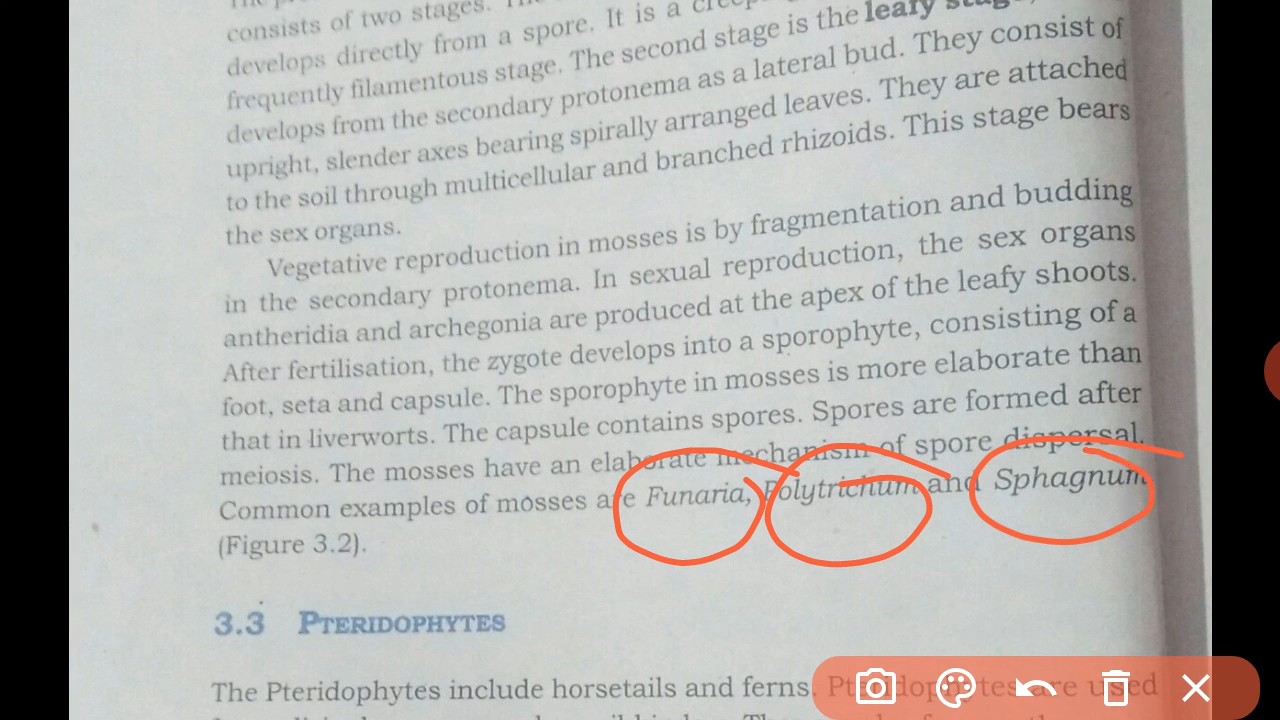 consists of two stages. The
develops directly from a spore. It is a
frequently filamentous stage. The second stage is the leafy stage,
develops from the secondary protonema as a lateral bud. They consist of
upright, slender axes bearing spirally arranged leaves. They are attached
to the soil through multicellular and branched rhizoids. This stage bears
the sex organs.
Vegetative reproduction in mosses is by fragmentation and budding
in the secondary protonema. In sexual reproduction, the sex organs
antheridia and archegonia are produced at the apex of the leafy shoots.
After fertilisation, the zygote develops into a sporophyte, consisting of a
foot, seta and capsule. The sporophyte in mosses is more elaborate than
that in liverworts. The capsule contains spores. Spores are formed after
meiosis. The mosses have an elaborate mechanism of spore dispersal.
Common examples of mosses are Funaria, Polytrichum and Sphagnum
(Figure 3.2).
3.3 PTERIDOPHYTES
The Pteridophytes include horsetails and ferns. Pteridophytes are used